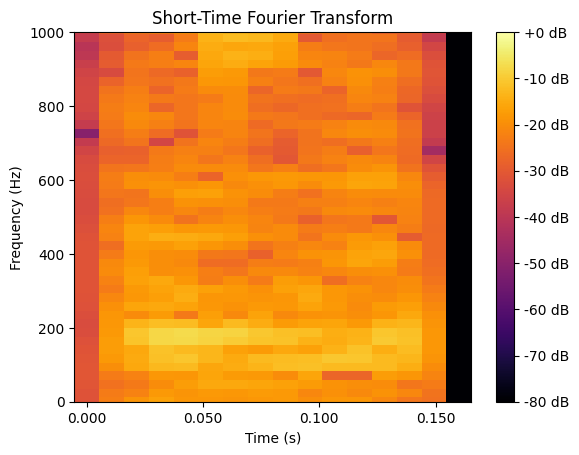 Short-Time Fourier Transform
1000
800
600
400
200
0
Frequency (Hz)
0.000
0.050
0.100
0.150
Time (s)
+0 dB
-10 dB
-20 dB
-30 dB
-40 dB
-50 dB
-60 dB
-70 dB
-80 dB